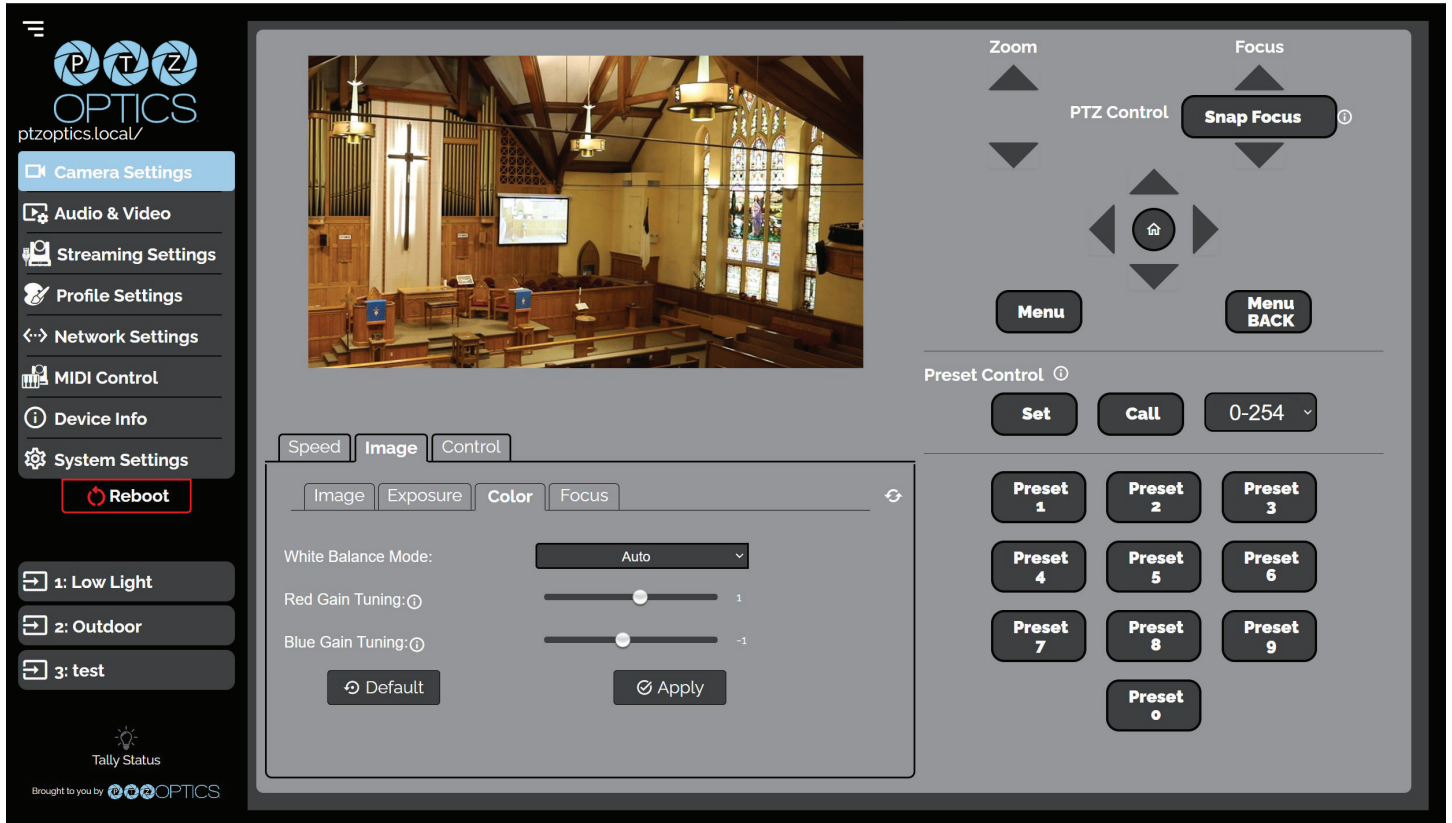 PTZ
OPTICS
ptzoptics.local/
Camera Settings
Audio & Video
Streaming Settings
Profile Settings
Network Settings
MIDI Control
Device Info
System Settings
Reboot
1: Low Light
2: Outdoor
3: test
Tally Status
Brought to you by PTZOPTICS
Speed Image Control
Image Exposure Color Focus
White Balance Mode: Auto
Red Gain Tuning: 1
Blue Gain Tuning: -1
Default Apply
Zoom Focus
PTZ Control Snap Focus
Menu Menu
BACK
Preset Control
Set Call 0-254
Preset Preset Preset
1 2 3
Preset Preset Preset
4 5 6
Preset Preset Preset
7 8 9
Preset
0